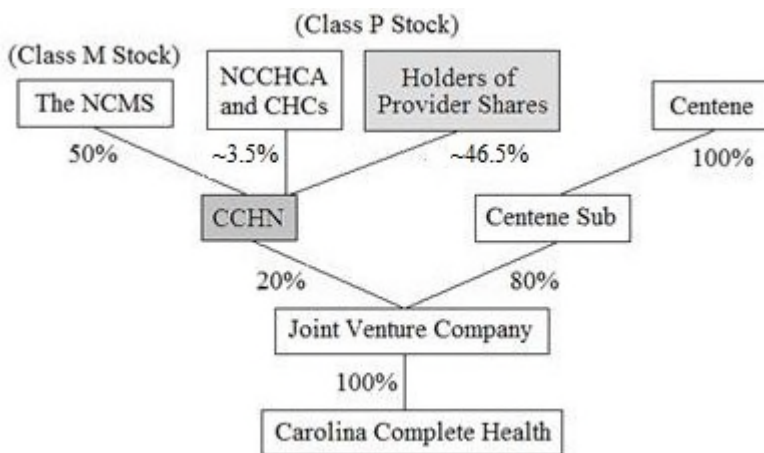 (Class P Stock)
(Class M Stock)
The NCMS
NCCHCA
and CHCs
Holders of
Provider Shares
Centene
50%
~3.5%
~46.5%
100%
CCHN
Centene Sub
20%
80%
Joint Venture Company
100%
Carolina Complete Health